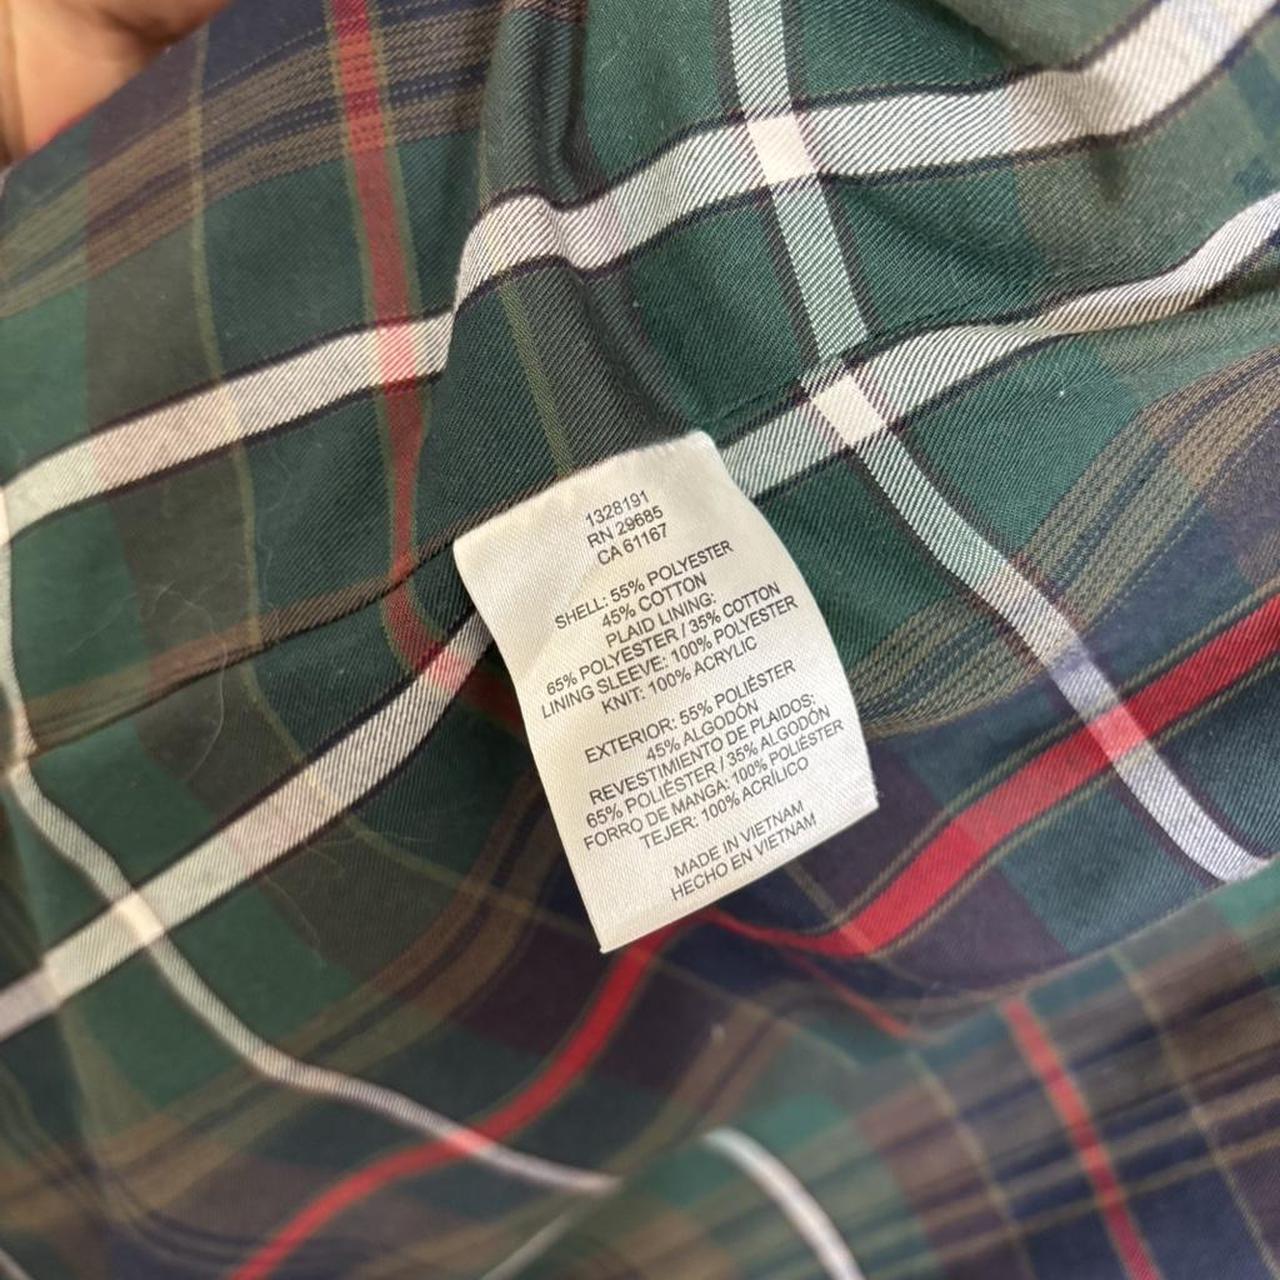 1328191
RN 29685
CA 61167
SHELL: 55% POLYESTER
45% COTTON
PLAID LINING:
65% POLYESTER / 35% COTTON
LINING SLEEVE: 100% POLYESTER
KNIT: 100% ACRYLIC
EXTERIOR: 55% POLIÉSTER
45% ALGODÓN
REVESTIMIENTO DE PLAIDOS:
65% POLIÉSTER / 35% ALGODÓN
FORRO DE MANGA: 100% POLIÉSTER
TEJER: 100% ACRÍLICO
MADE IN VIETNAM
HECHO EN VIETNAM